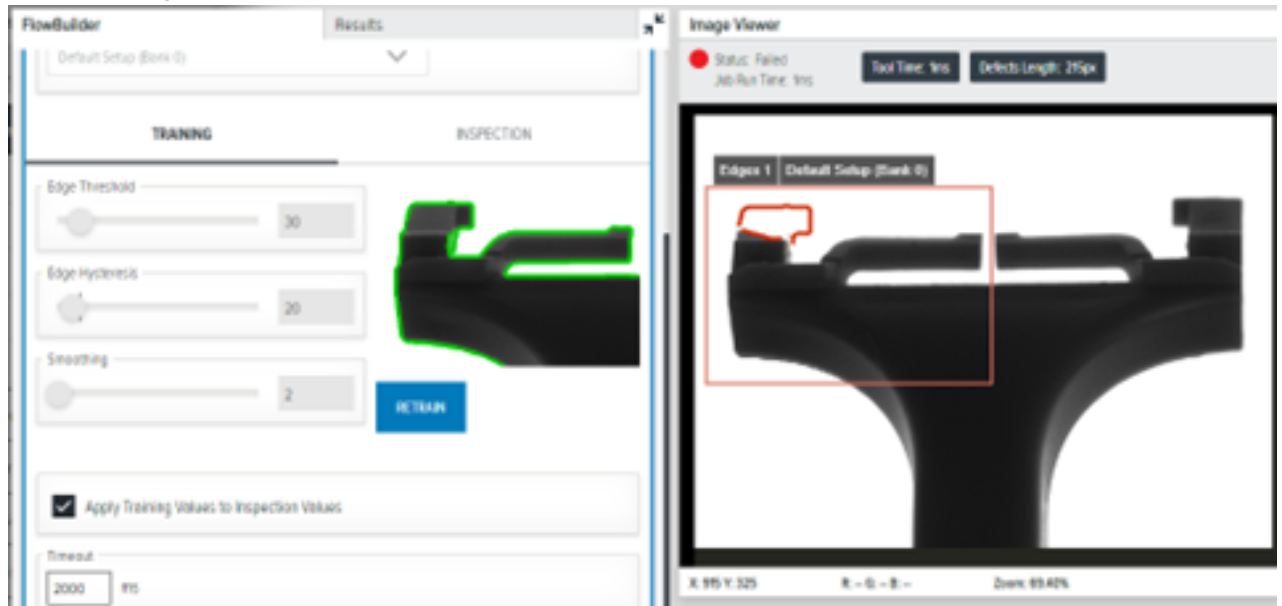 FlowBuilder
Results
Default Setup (Bank 0)
TRAINING
INSPECTION
Edge Threshold
30
Edge Hysteresis
20
Smoothing
2
RETRAIN
Apply Training Values to Inspection Values
Timeout
2000 ms
Image Viewer
Status: Failed
Job Run Time: 1ms
Tool Time: 1ms
Defects Length: 215px
Edges 1 Default Setup (Bank 0)
X: 915 Y: 325
R: -- G: -- B: --
Zoom: 69.40%